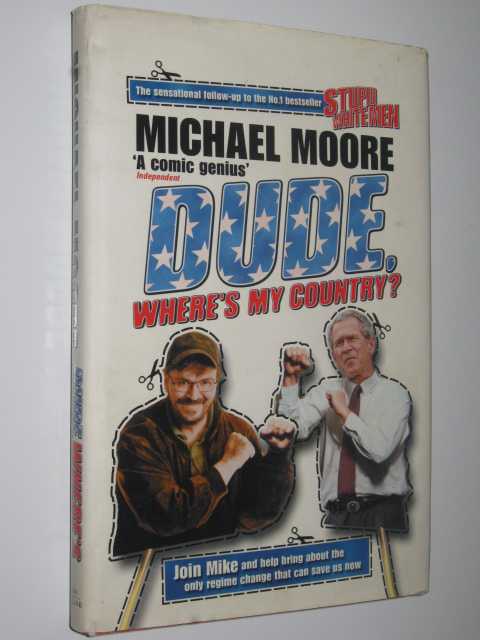 The sensational follow-up to the No.1 bestseller STUPID
WHITE MEN
MICHAEL MOORE
'A comic genius'
Independent
DUDE,
WHERE'S MY COUNTRY?
Join Mike and help bring about the
only regime change that can save us now